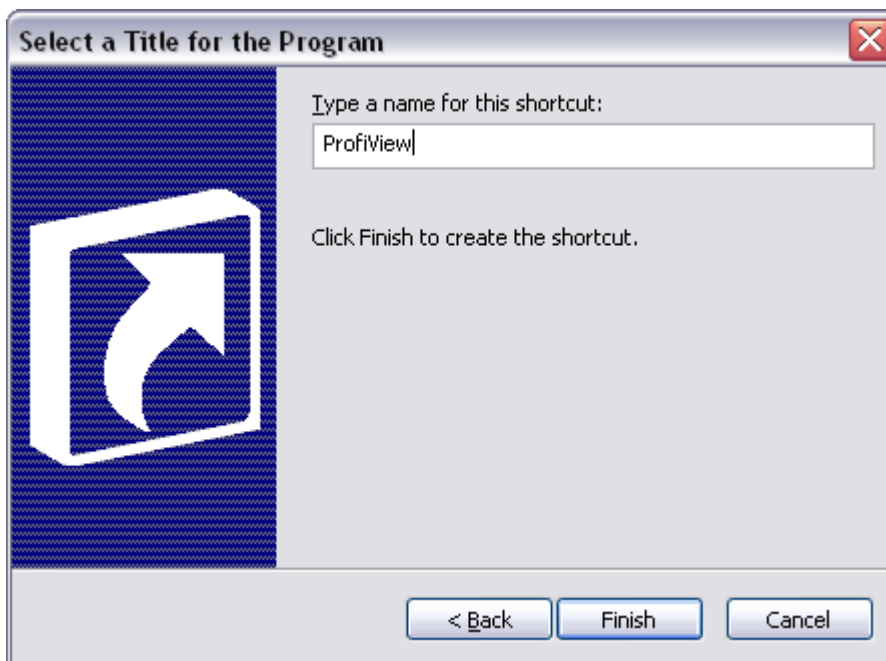 Select a Title for the Program
Type a name for this shortcut:
ProfiView
Click Finish to create the shortcut.
< Back
Finish
Cancel